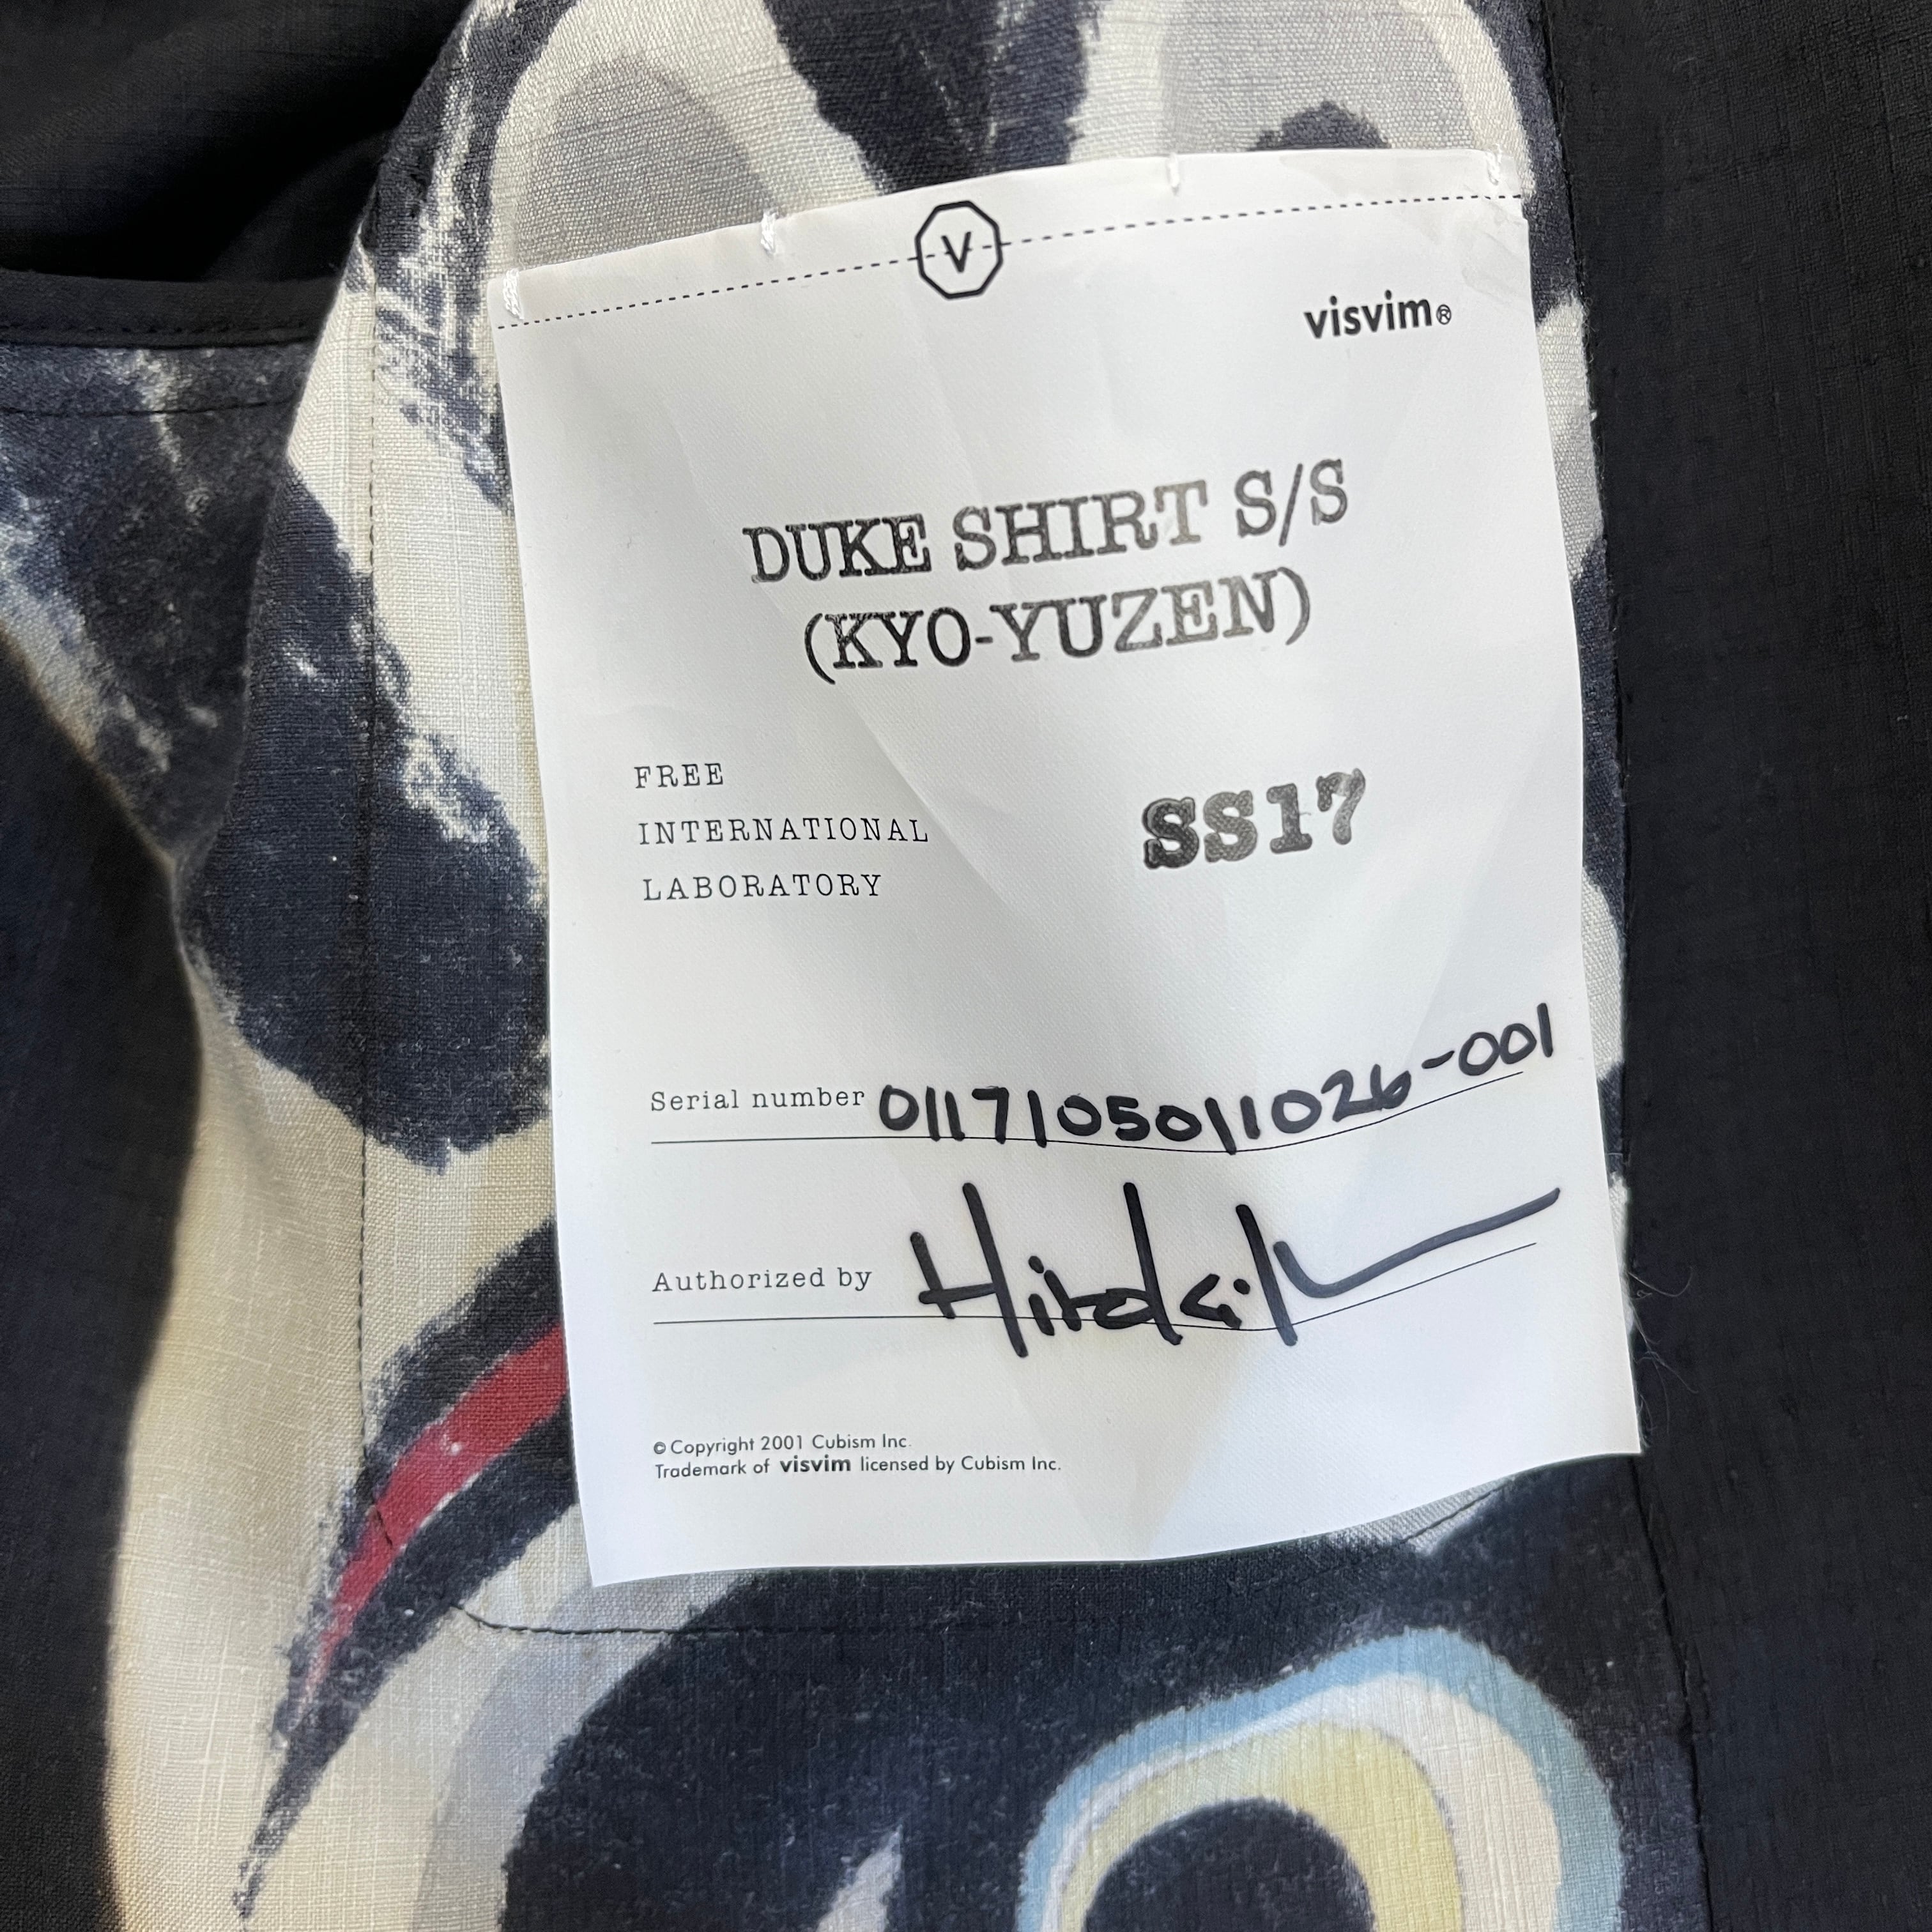 V
visvim®
DUKE SHIRT S/S
(KYO-YUZEN)
FREE
INTERNATIONAL
LABORATORY
SS17
Serial number 0117105011026-001
Authorized by
© Copyright 2001 Cubism Inc.
Trademark of visvim licensed by Cubism Inc.